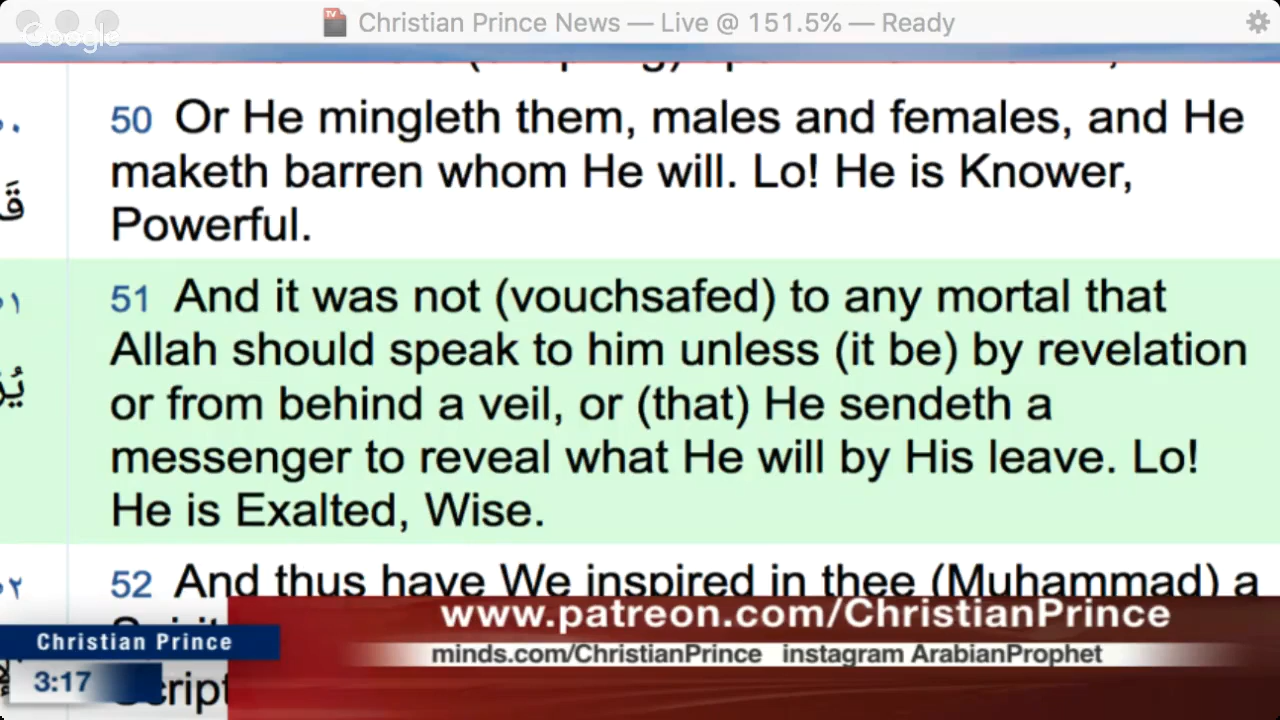 Christian Prince News — Live @ 151.5% — Ready
Google
50 Or He mingleth them, males and females, and He
maketh barren whom He will. Lo! He is Knower,
Powerful.
51 And it was not (vouchsafed) to any mortal that
Allah should speak to him unless (it be) by revelation
or from behind a veil, or (that) He sendeth a
messenger to reveal what He will by His leave. Lo!
He is Exalted, Wise.
52 And thus have We inspired in thee (Muhammad) a
www.patreon.com/ChristianPrince
Christian Prince
minds.com/ChristianPrince instagram ArabianProphet
3:17